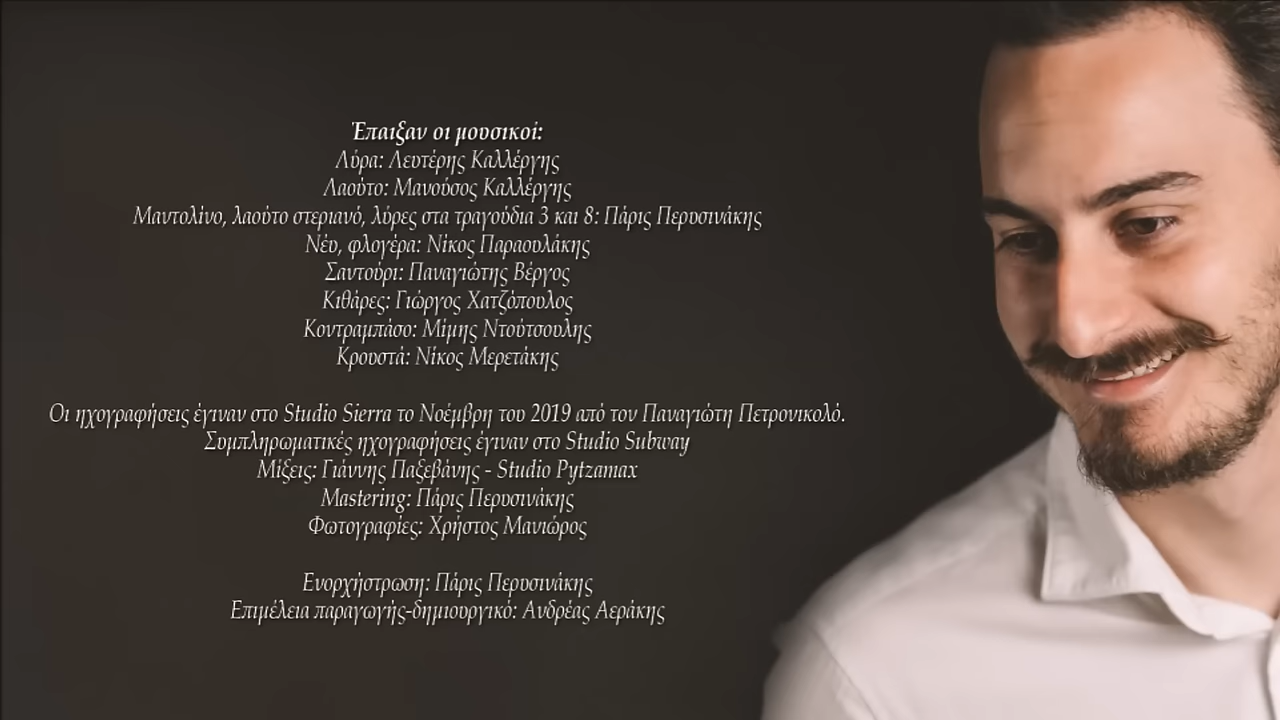 Έπαιξαν οι μουσικοί:
Λύρα: Λευτέρης Καλλέργης
Λαούτο: Μανούσος Καλλέργης
Μαντολίνο, λαούτο στεριανό, λύρες στα τραγούδια 3 και 8: Πάρις Περυσινάκης
Νέυ, φλογέρα: Νίκος Παραουλάκης
Σαντούρι: Παναγιώτης Βέργος
Κιθάρες: Γιώργος Χατζόπουλος
Κοντραμπάσο: Μίμης Ντούτσουλης
Κρουστά: Νίκος Μερετάκης
Οι ηχογραφήσεις έγιναν στο Studio Sierra το Νοέμβρη του 2019 από τον Παναγιώτη Πετρονικολό.
Συμπληρωματικές ηχογραφήσεις έγιναν στο Studio Subway
Μίξεις: Γιάννης Παξεβάνης - Studio Pytzamax
Mastering: Πάρις Περυσινάκης
Φωτογραφίες: Χρήστος Μανιώρος
Ενορχήστρωση: Πάρις Περυσινάκης
Επιμέλεια παραγωγής-δημιουργικό: Ανδρέας Αεράκης